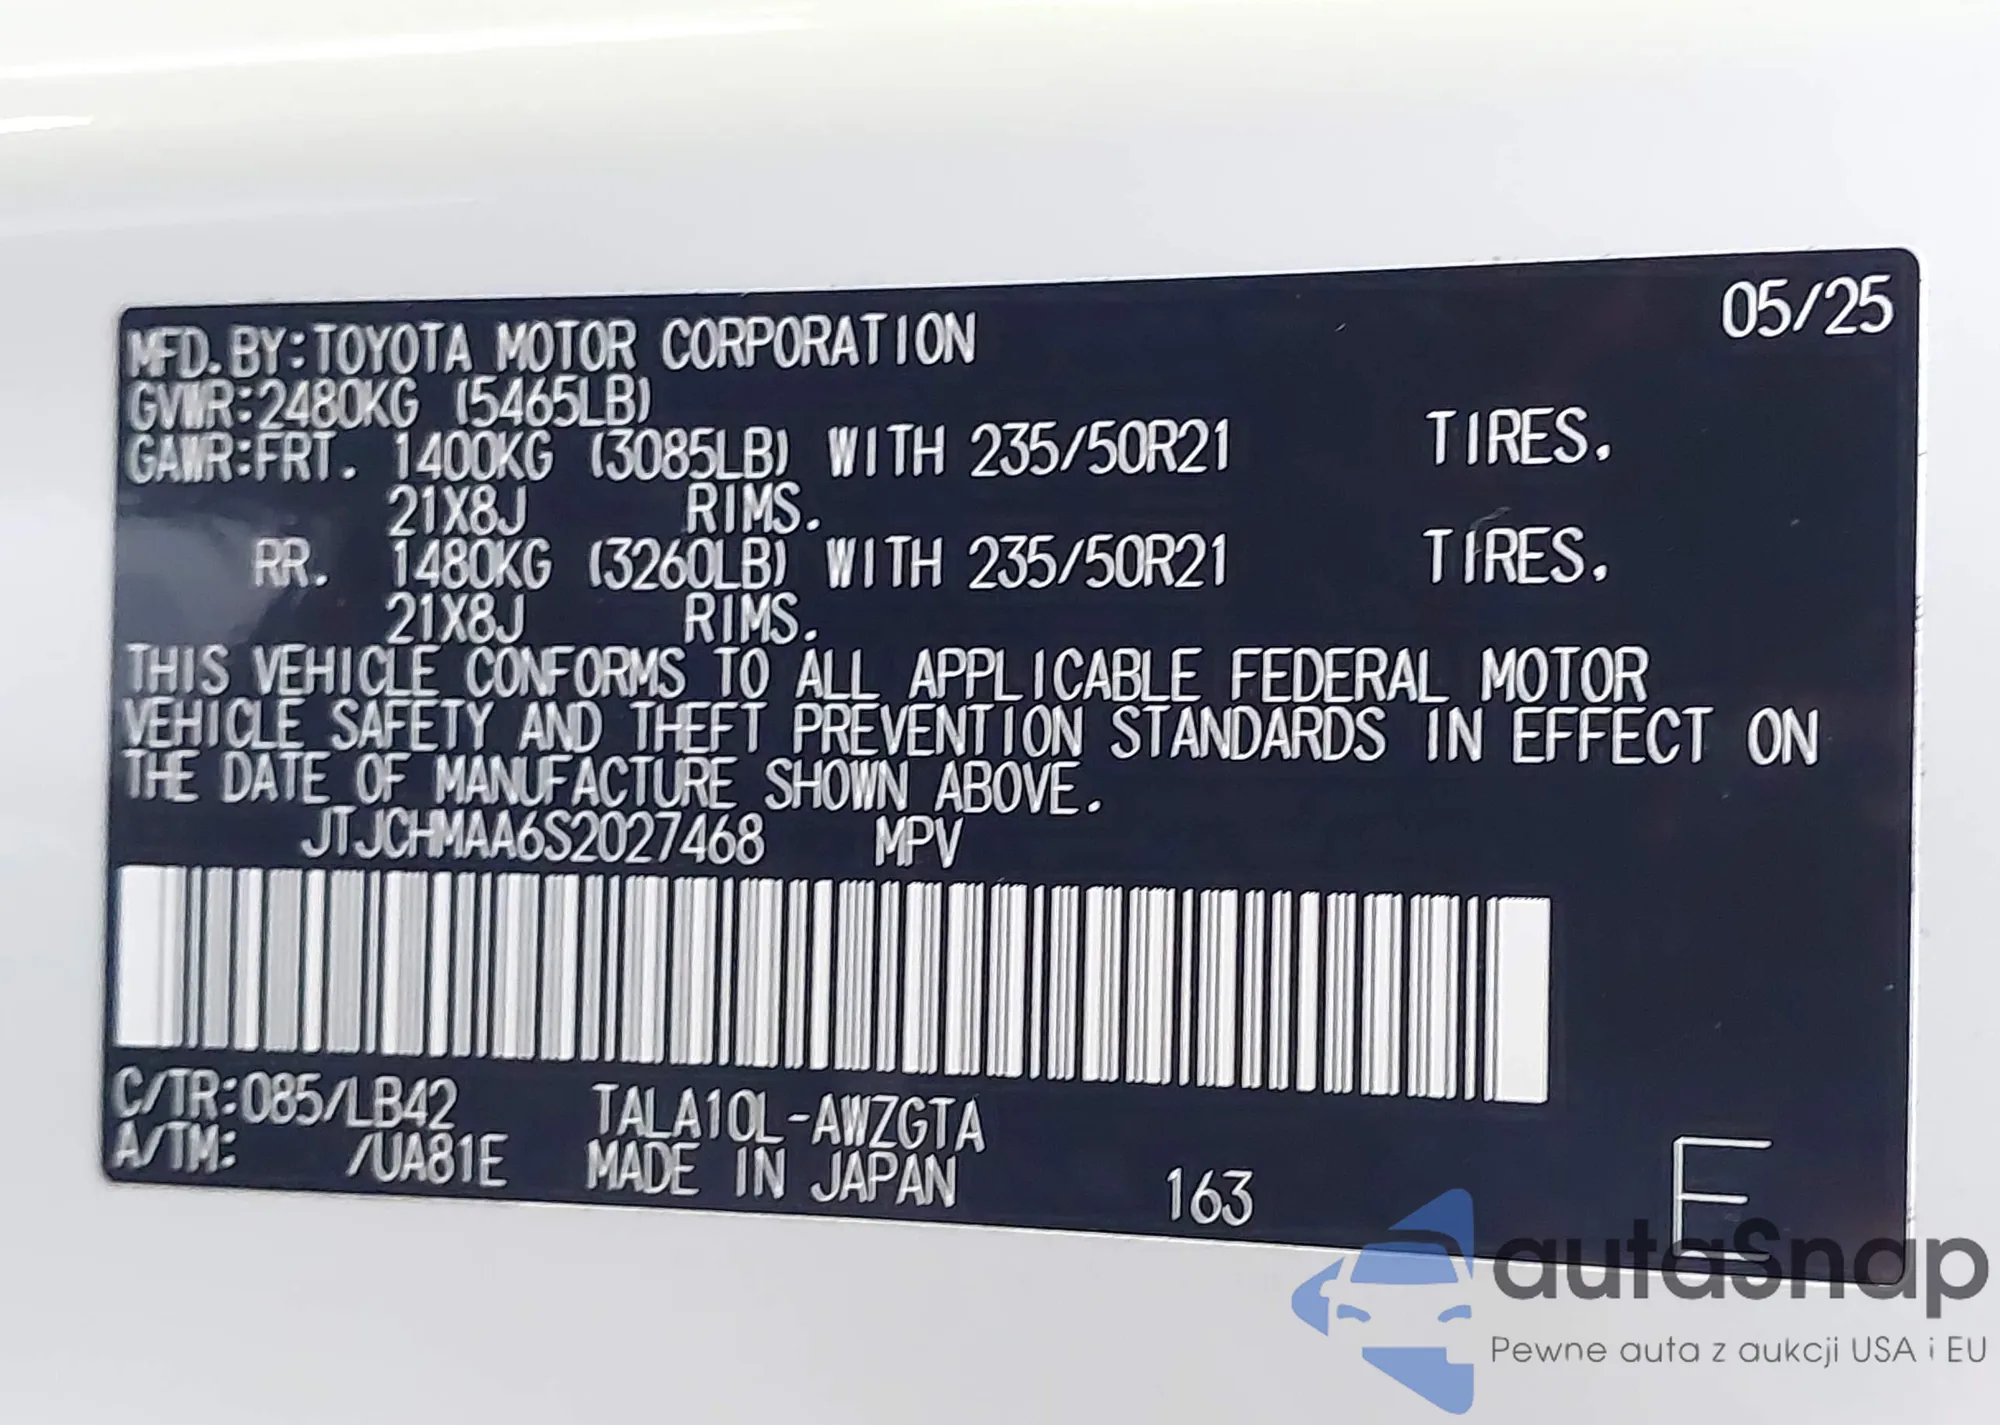 05/25
MFD.BY:TOYOTA MOTOR CORPORATION
GVWR:2480KG (5465LB)
GAWR:FRT. 1400KG (3085LB) WITH 235/50R21 TIRES.
21X8J RIMS.
RR. 1480KG (3260LB) WITH 235/50R21 TIRES.
21X8J RIMS.
THIS VEHICLE CONFORMS TO ALL APPLICABLE FEDERAL MOTOR
VEHICLE SAFETY AND THEFT PREVENTION STANDARDS IN EFFECT ON
THE DATE OF MANUFACTURE SHOWN ABOVE.
JTJCHMAA6S2027468 MPV
C/TR:085/LB42 TALA10L-AWZGTA
A/TM: /UA81E MADE IN JAPAN 163 E
autaSnap
Pewne auta z aukcji USA i EU